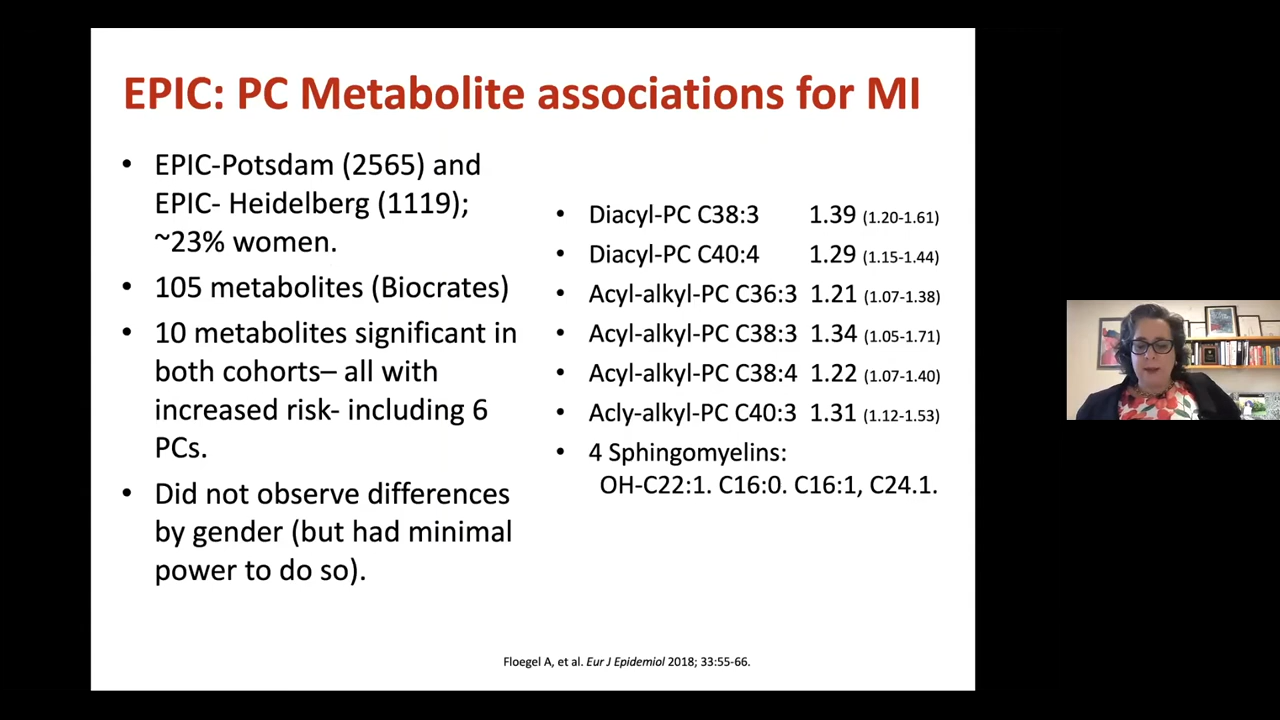 EPIC: PC Metabolite associations for MI
• EPIC-Potsdam (2565) and
EPIC- Heidelberg (1119);
~23% women.
• 105 metabolites (Biocrates)
• 10 metabolites significant in
both cohorts– all with
increased risk- including 6
PCs.
• Did not observe differences
by gender (but had minimal
power to do so).
• Diacyl-PC C38:3 1.39 (1.20-1.61)
• Diacyl-PC C40:4 1.29 (1.15-1.44)
• Acyl-alkyl-PC C36:3 1.21 (1.07-1.38)
• Acyl-alkyl-PC C38:3 1.34 (1.05-1.71)
• Acyl-alkyl-PC C38:4 1.22 (1.07-1.40)
• Acly-alkyl-PC C40:3 1.31 (1.12-1.53)
• 4 Sphingomyelins:
OH-C22:1. C16:0. C16:1, C24.1.
Floegel A, et al. Eur J Epidemiol 2018; 33:55-66.